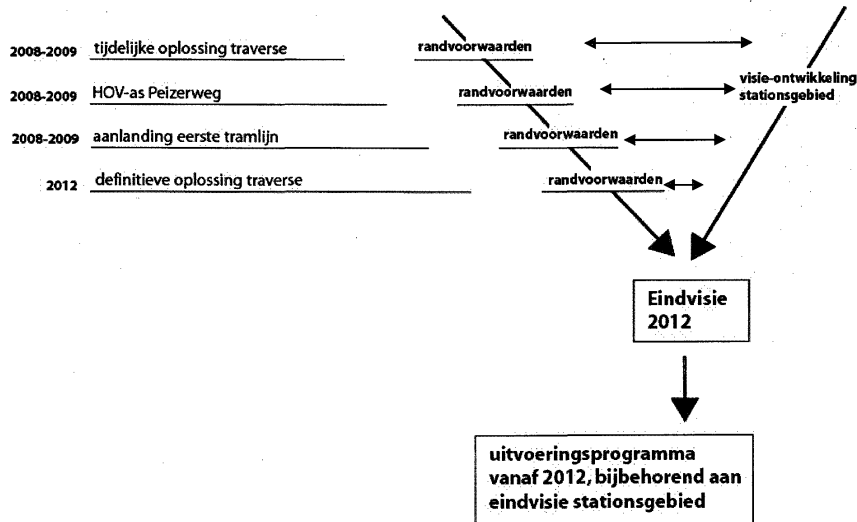 2008-2009 tijdelijke oplossing traverse randvoorwaarden
visie-ontwikkeling
stationsgebied
2008-2009 HOV-as Peizerweg randvoorwaarden
2008-2009 aanlanding eerste tramlijn randvoorwaarden
2012 definitieve oplossing traverse randvoorwaarden
Eindvisie
2012
uitvoeringsprogramma
vanaf 2012, bijbehorend aan
eindvisie stationsgebied